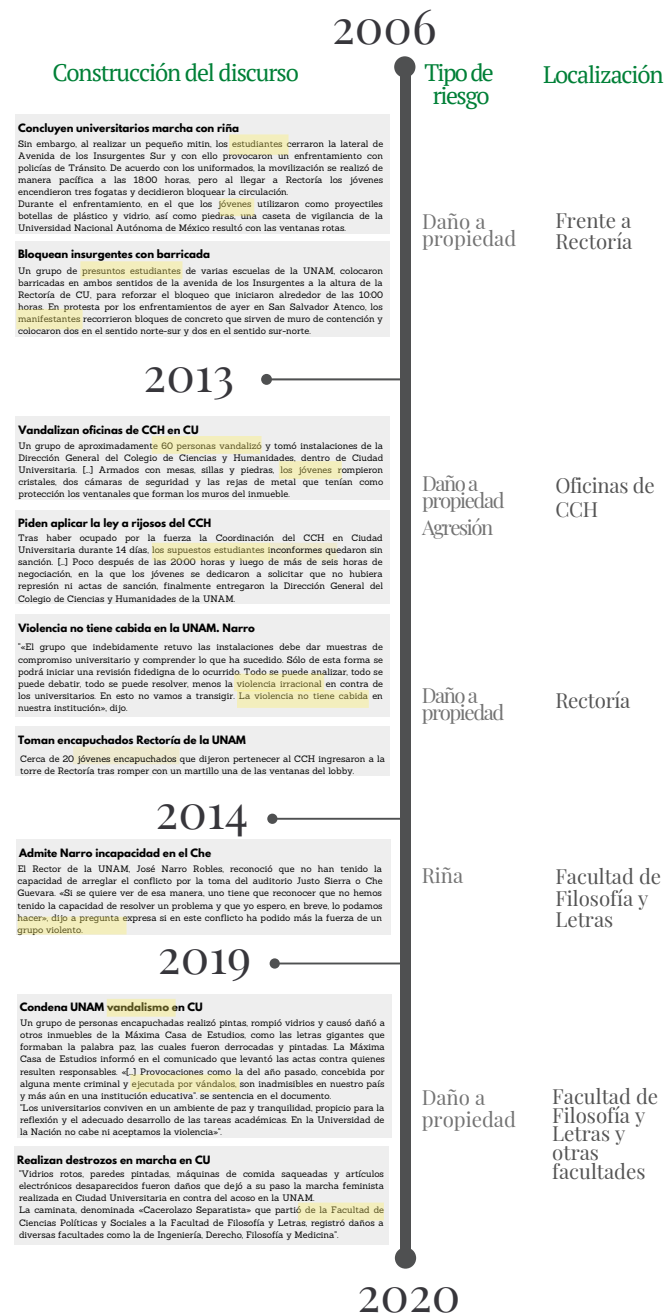 2006
Construcción del discurso
Tipo de
riesgo
Localización
Concluyen universitarios marcha con riña
Sin embargo, al realizar un pequeño mitin, los estudiantes cerraron la lateral de
Avenida de los Insurgentes Sur y con ello provocaron un enfrentamiento con
policías de Tránsito. De acuerdo con los uniformados, la movilización se realizó de
manera pacífica a las 18:00 horas, pero al llegar a Rectoría los jóvenes
encendieron tres fogatas y decidieron bloquear la circulación.
Durante el enfrentamiento, en el que los jóvenes utilizaron como proyectiles
botellas de plástico y vidrio, así como piedras, una caseta de vigilancia de la
Universidad Nacional Autónoma de México resultó con las ventanas rotas.
Daño a
propiedad
Frente a
Rectoría
Bloquean insurgentes con barricada
Un grupo de presuntos estudiantes de varias escuelas de la UNAM, colocaron
barricadas en ambos sentidos de la avenida de los Insurgentes a la altura de la
Rectoría de CU, para reforzar el bloqueo que iniciaron alrededor de las 10:00
horas. En protesta por los enfrentamientos de ayer en San Salvador Atenco, los
manifestantes recorrieron bloques de concreto que sirven de muro de contención y
colocaron dos en el sentido norte-sur y dos en el sentido sur-norte.
2013
Vandalizan oficinas de CCH en CU
Un grupo de aproximadamente 60 personas vandalizó y tomó instalaciones de la
Dirección General del Colegio de Ciencias y Humanidades, dentro de Ciudad
Universitaria. [...] Armados con mesas, sillas y piedras, los jóvenes rompieron
cristales, dos cámaras de seguridad y las rejas de metal que tenían como
protección los ventanales que forman los muros del inmueble.
Daño a
propiedad
Agresión
Oficinas de
CCH
Piden aplicar la ley a rijosos del CCH
Tras haber ocupado por la fuerza la Coordinación del CCH en Ciudad
Universitaria durante 14 días, los supuestos estudiantes inconformes quedaron sin
sanción. [...] Poco después de las 20:00 horas y luego de más de seis horas de
negociación, en la que los jóvenes se dedicaron a solicitar que no hubiera
represión ni actas de sanción, finalmente entregaron la Dirección General del
Colegio de Ciencias y Humanidades de la UNAM.
Violencia no tiene cabida en la UNAM. Narro
"«El grupo que indebidamente retuvo las instalaciones debe dar muestras de
compromiso universitario y comprender lo que ha sucedido. Sólo de esta forma se
podrá iniciar una revisión fidedigna de lo ocurrido. Todo se puede analizar, todo se
puede debatir, todo se puede resolver, menos la violencia irracional en contra de
los universitarios. En esto no vamos a transigir. La violencia no tiene cabida en
nuestra institución», dijo.
Daño a
propiedad
Rectoría
Toman encapuchados Rectoría de la UNAM
Cerca de 20 jóvenes encapuchados que dijeron pertenecer al CCH ingresaron a la
torre de Rectoría tras romper con un martillo una de las ventanas del lobby.
2014
Admite Narro incapacidad en el Che
El Rector de la UNAM, José Narro Robles, reconoció que no han tenido la
capacidad de arreglar el conflicto por la toma del auditorio Justo Sierra o Che
Guevara. «Si se quiere ver de esa manera, uno tiene que reconocer que no hemos
tenido la capacidad de resolver un problema y que yo espero, en breve, lo podamos
hacer», dijo a pregunta expresa si en este conflicto ha podido más la fuerza de un
grupo violento.
Riña
Facultad de
Filosofía y
Letras
2019
Condena UNAM vandalismo en CU
Un grupo de personas encapuchadas realizó pintas, rompió vidrios y causó dañó a
otros inmuebles de la Máxima Casa de Estudios, como las letras gigantes que
formaban la palabra paz, las cuales fueron derrocadas y pintadas. La Máxima
Casa de Estudios informó en el comunicado que levantó las actas contra quienes
resulten responsables. «[...] Provocaciones como la del año pasado, concebida por
alguna mente criminal y ejecutada por vándalos, son inadmisibles en nuestro país
y más aún en una institución educativa". se sentencia en el documento.
"Los universitarios conviven en un ambiente de paz y tranquilidad, propicio para la
reflexión y el adecuado desarrollo de las tareas académicas. En la Universidad de
la Nación no cabe ni aceptamos la violencia»".
Daño a
propiedad
Facultad de
Filosofía y
Letras y
otras
facultades
Realizan destrozos en marcha en CU
"Vidrios rotos, paredes pintadas, máquinas de comida saqueadas y artículos
electrónicos desaparecidos fueron daños que dejó a su paso la marcha feminista
realizada en Ciudad Universitaria en contra del acoso en la UNAM.
La caminata, denominada «Cacerolazo Separatista» que partió de la Facultad de
Ciencias Políticas y Sociales a la Facultad de Filosofía y Letras, registró daños a
diversas facultades como la de Ingeniería, Derecho, Filosofía y Medicina".
2020